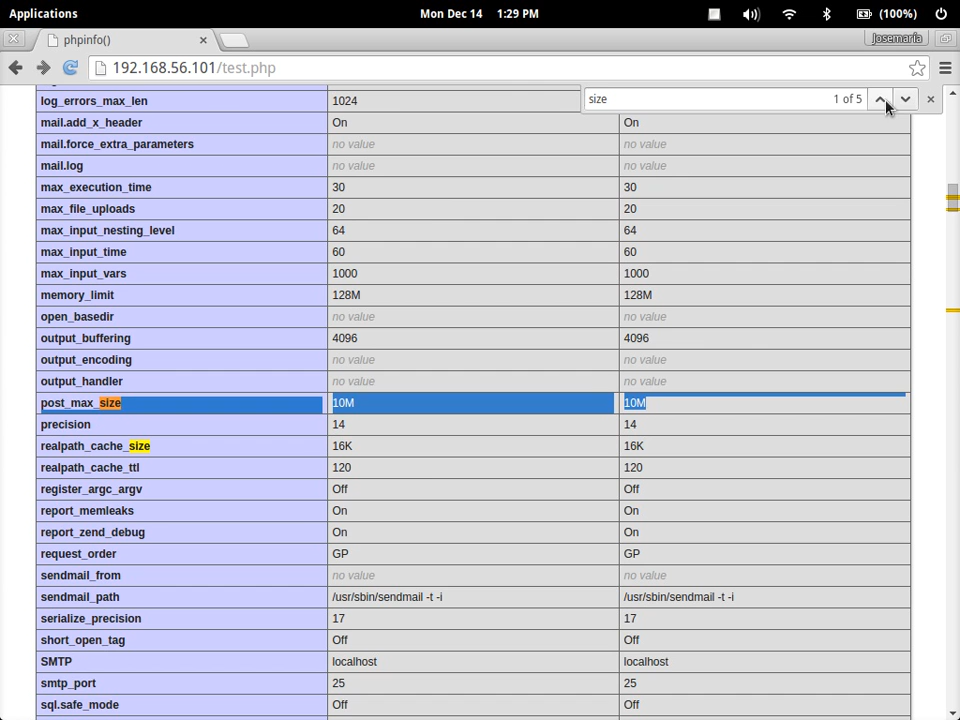 Applications
Mon Dec 14 1:29 PM
(100%)
phpinfo()
Josemaría
192.168.56.101/test.php
size 1 of 5
log_errors_max_len 1024
mail.add_x_header On On
mail.force_extra_parameters no value no value
mail.log no value no value
max_execution_time 30 30
max_file_uploads 20 20
max_input_nesting_level 64 64
max_input_time 60 60
max_input_vars 1000 1000
memory_limit 128M 128M
open_basedir no value no value
output_buffering 4096 4096
output_encoding no value no value
output_handler no value no value
post_max_size 10M 10M
precision 14 14
realpath_cache_size 16K 16K
realpath_cache_ttl 120 120
register_argc_argv Off Off
report_memleaks On On
report_zend_debug On On
request_order GP GP
sendmail_from no value no value
sendmail_path /usr/sbin/sendmail -t -i /usr/sbin/sendmail -t -i
serialize_precision 17 17
short_open_tag Off Off
SMTP localhost localhost
smtp_port 25 25
sql.safe_mode Off Off